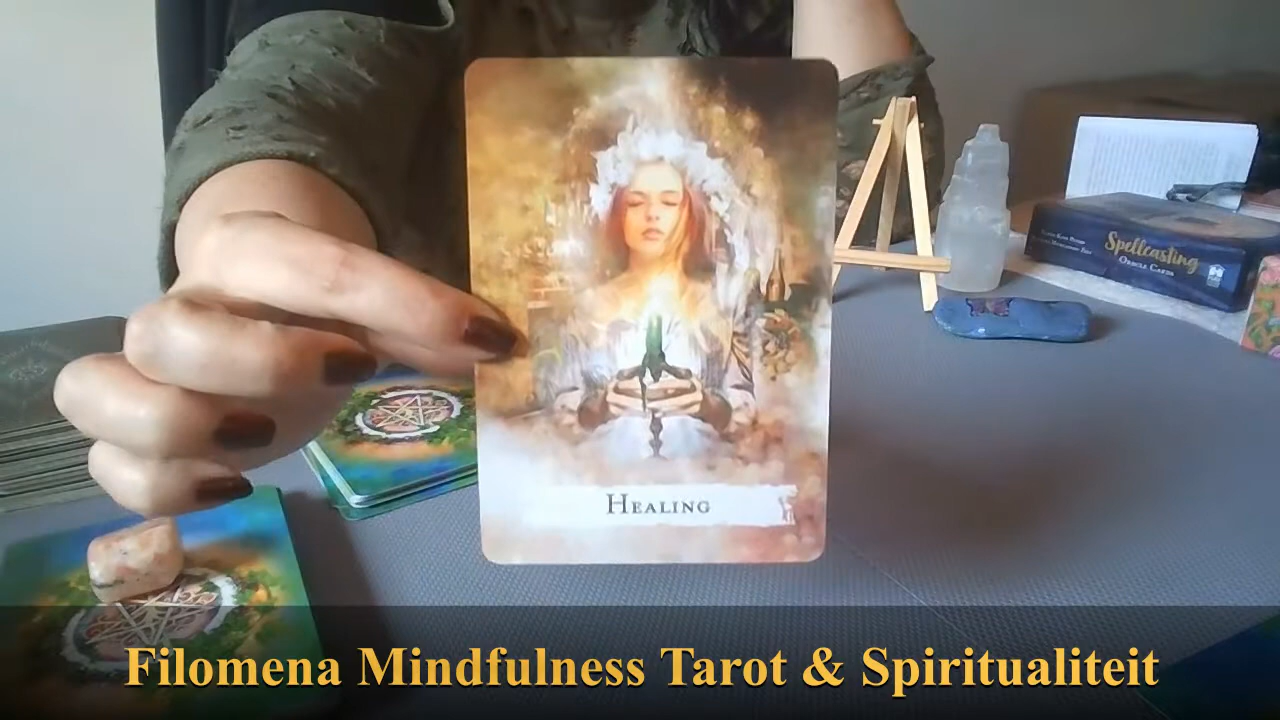 Healing
Spellcasting
Oracle Cards
Filomena Mindfulness Tarot & Spiritualiteit